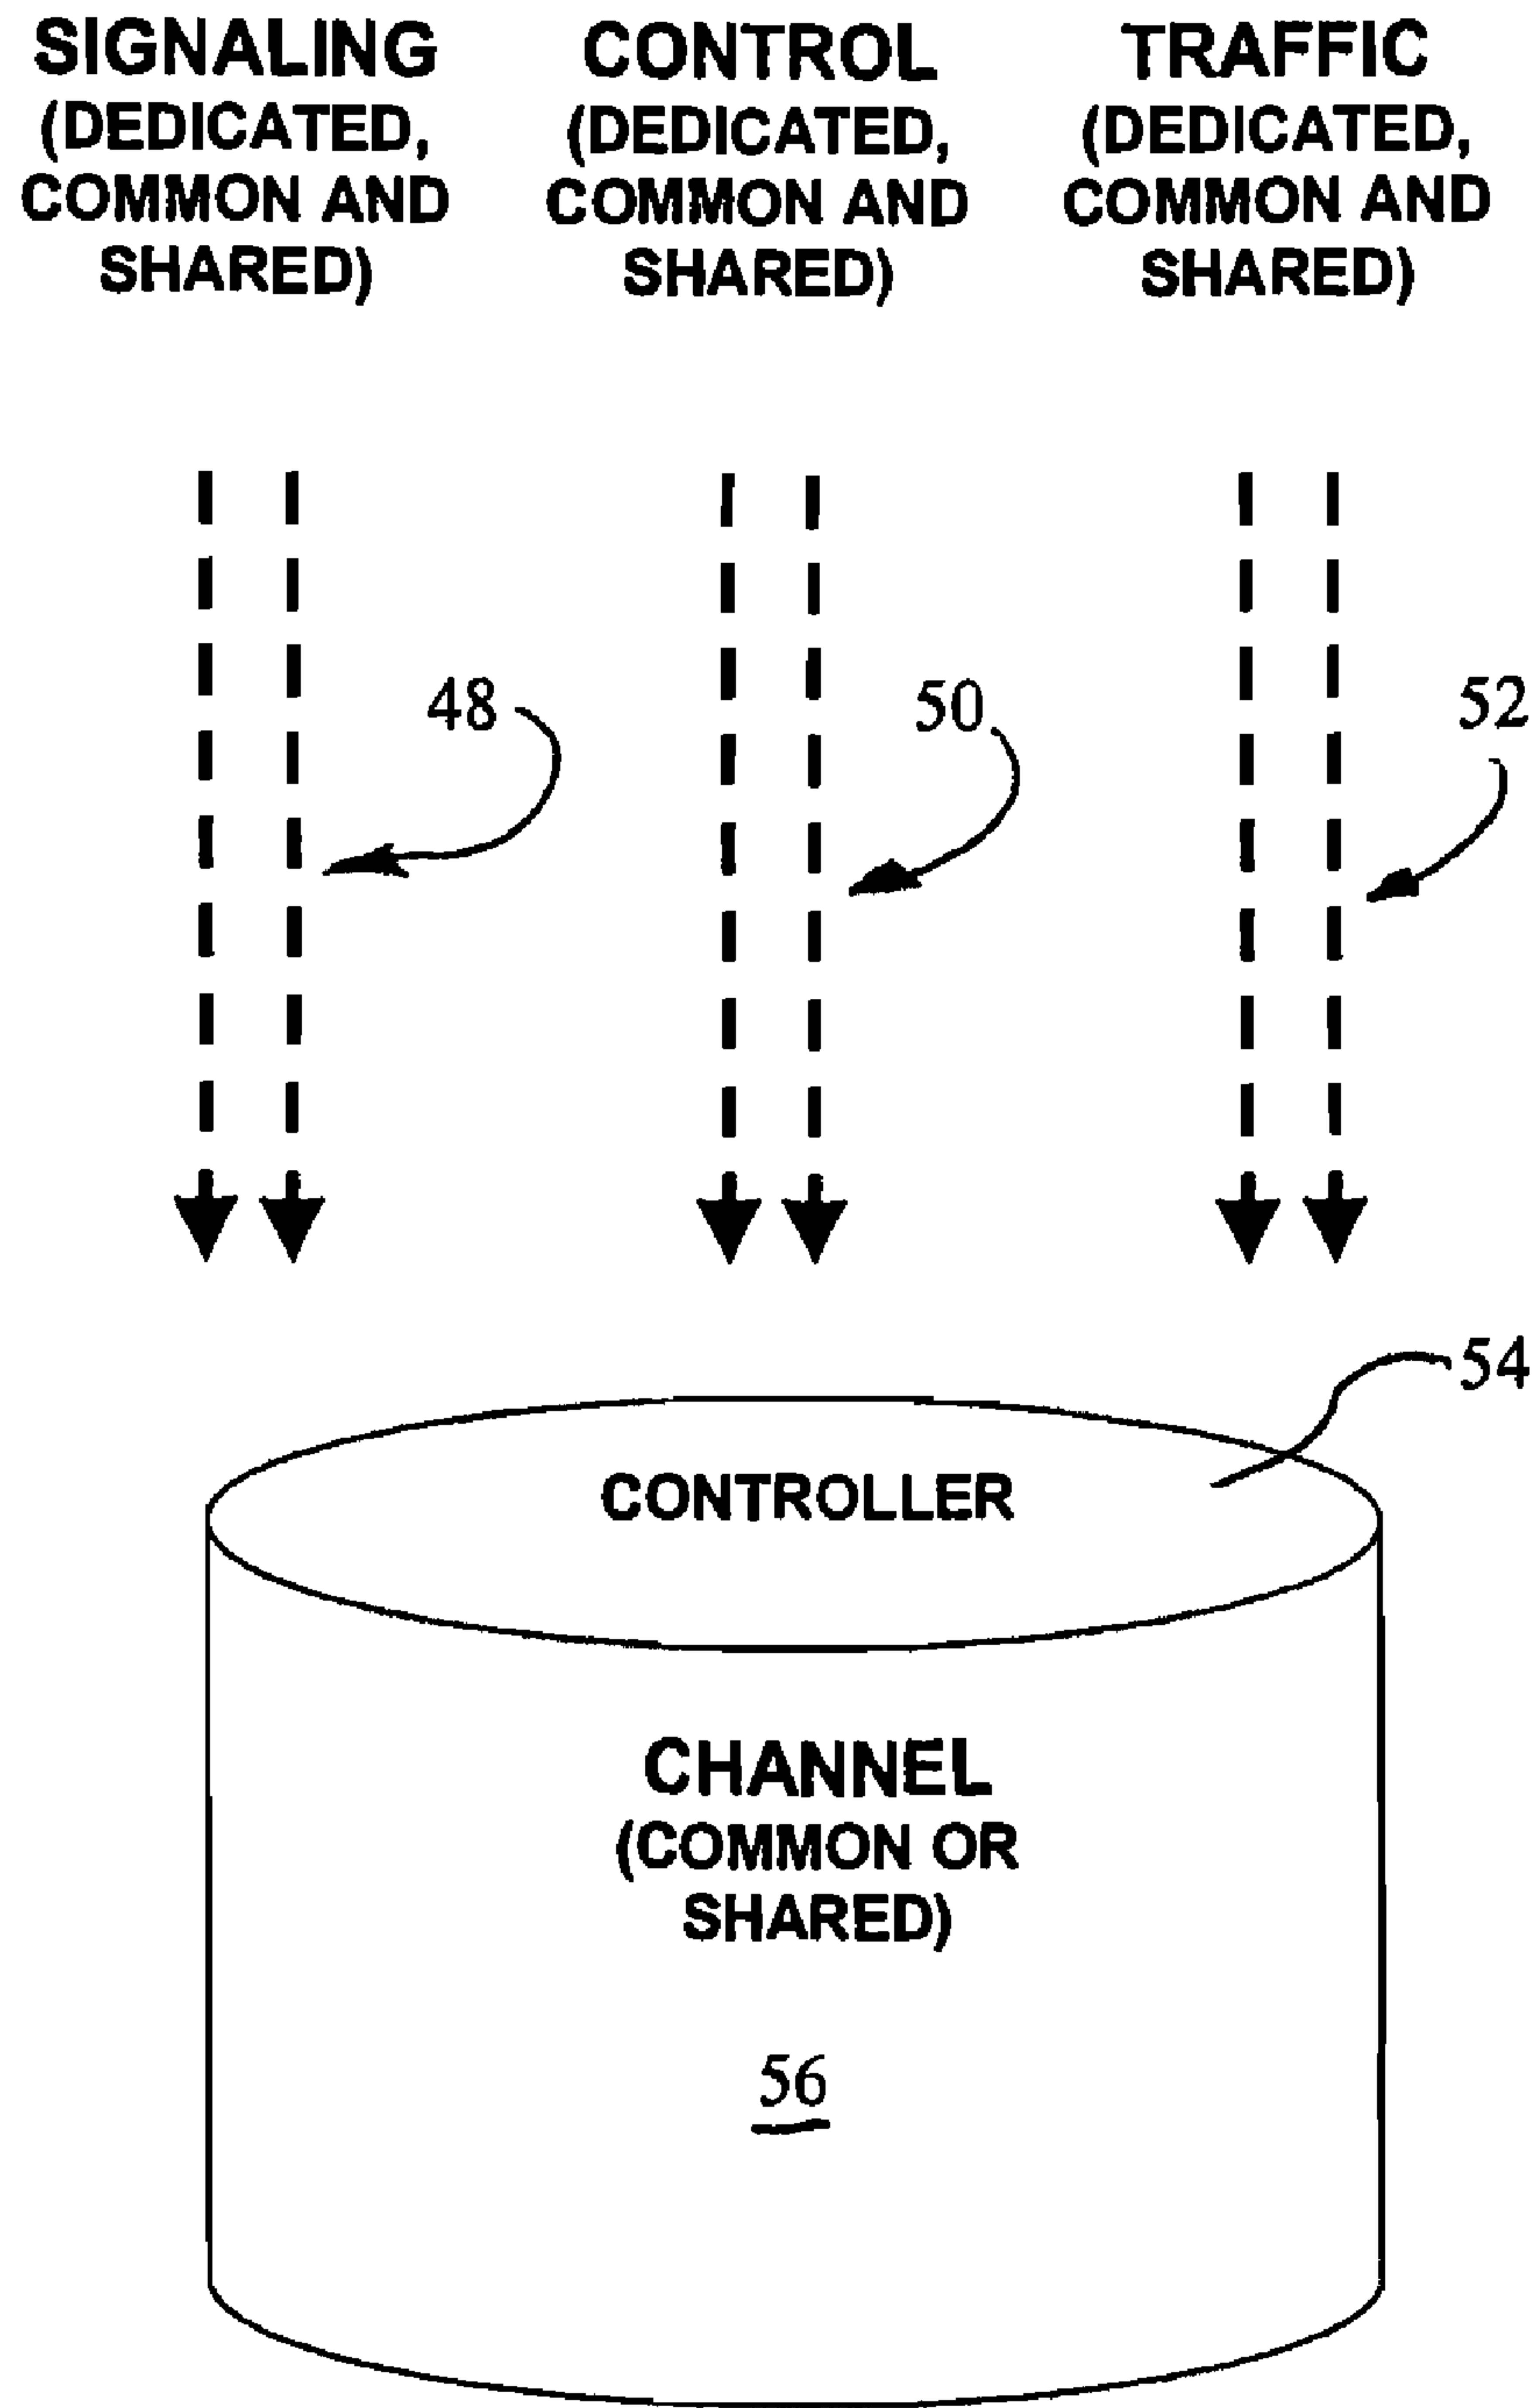 SIGNALING
(DEDICATED,
COMMON AND
SHARED)
CONTROL
(DEDICATED,
COMMON AND
SHARED)
TRAFFIC
(DEDICATED,
COMMON AND
SHARED)
48
50
52
54
CONTROLLER
CHANNEL
(COMMON OR
SHARED)
56